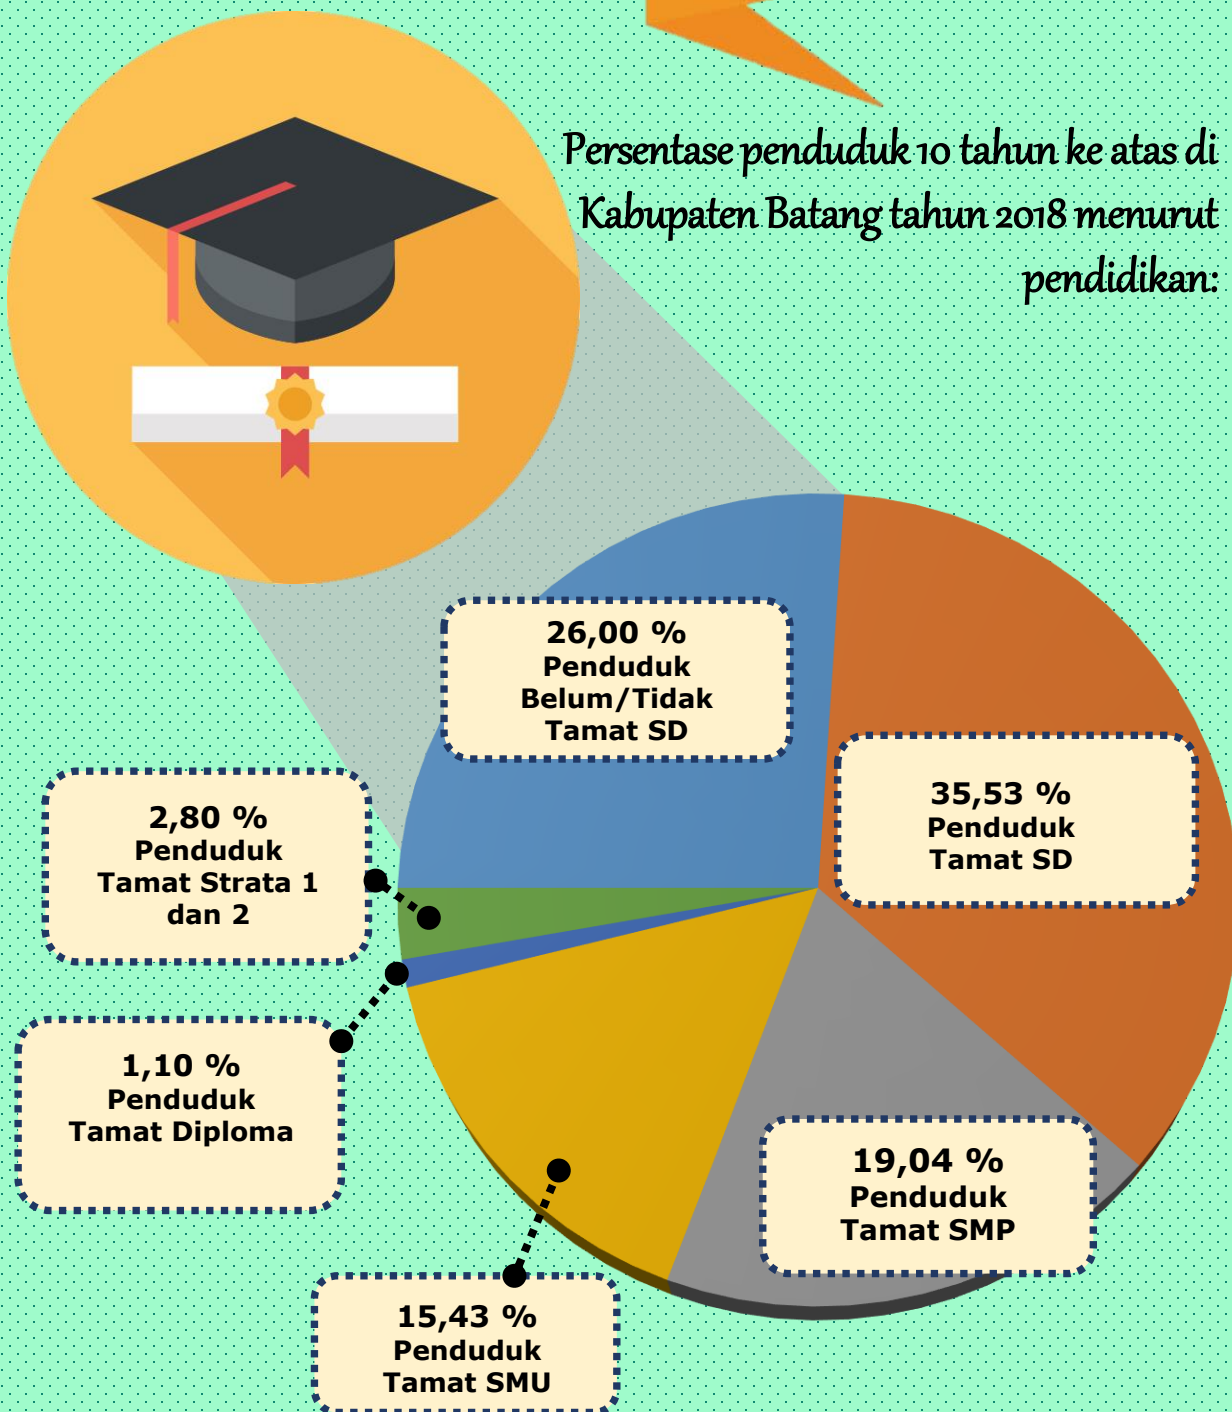 Persentase penduduk 10 tahun ke atas di
Kabupaten Batang tahun 2018 menurut
pendidikan:
26,00 %
Penduduk
Belum/Tidak
Tamat SD
35,53 %
Penduduk
Tamat SD
2,80 %
Penduduk
Tamat Strata 1
dan 2
1,10 %
Penduduk
Tamat Diploma
19,04 %
Penduduk
Tamat SMP
15,43 %
Penduduk
Tamat SMU